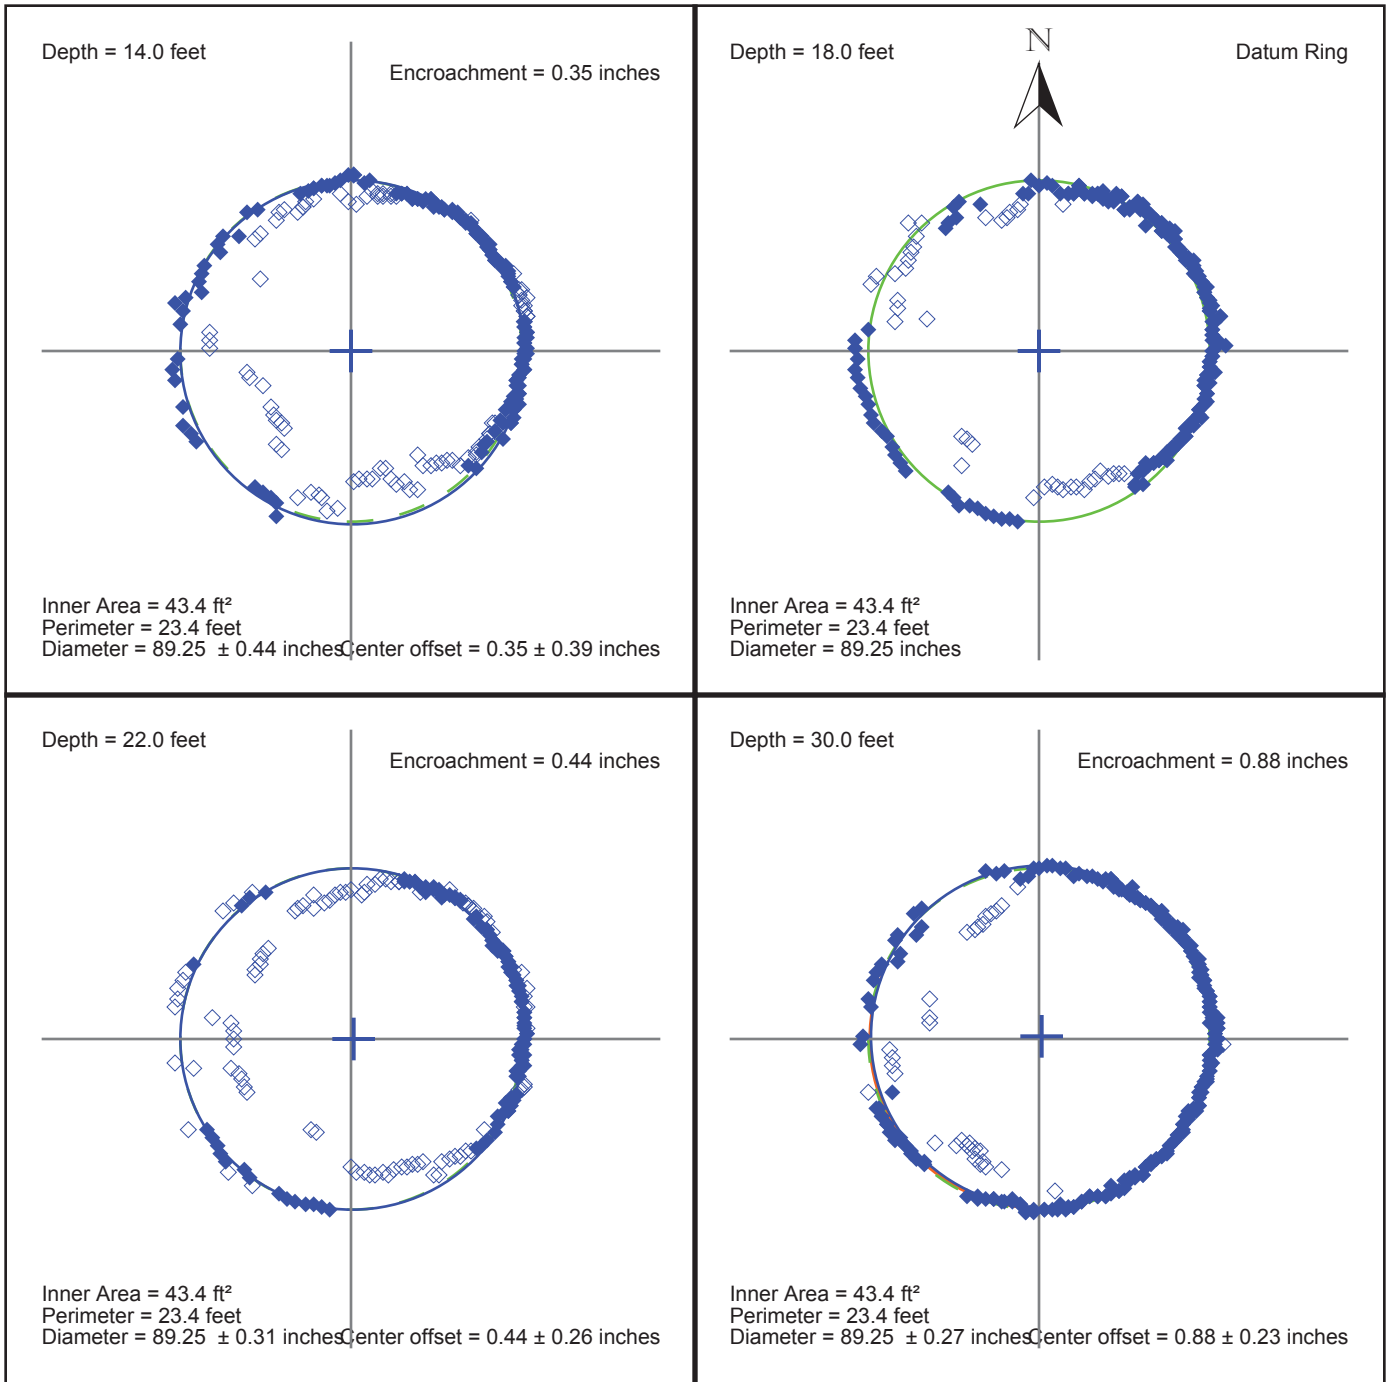 Depth = 14.0 feet
Encroachment = 0.35 inches
Inner Area = 43.4 ft²
Perimeter = 23.4 feet
Diameter = 89.25 ± 0.44 inches
Center offset = 0.35 ± 0.39 inches
N
Depth = 18.0 feet
Datum Ring
Inner Area = 43.4 ft²
Perimeter = 23.4 feet
Diameter = 89.25 inches
Depth = 22.0 feet
Encroachment = 0.44 inches
Inner Area = 43.4 ft²
Perimeter = 23.4 feet
Diameter = 89.25 ± 0.31 inches
Center offset = 0.44 ± 0.26 inches
Depth = 30.0 feet
Encroachment = 0.88 inches
Inner Area = 43.4 ft²
Perimeter = 23.4 feet
Diameter = 89.25 ± 0.27 inches
Center offset = 0.88 ± 0.23 inches